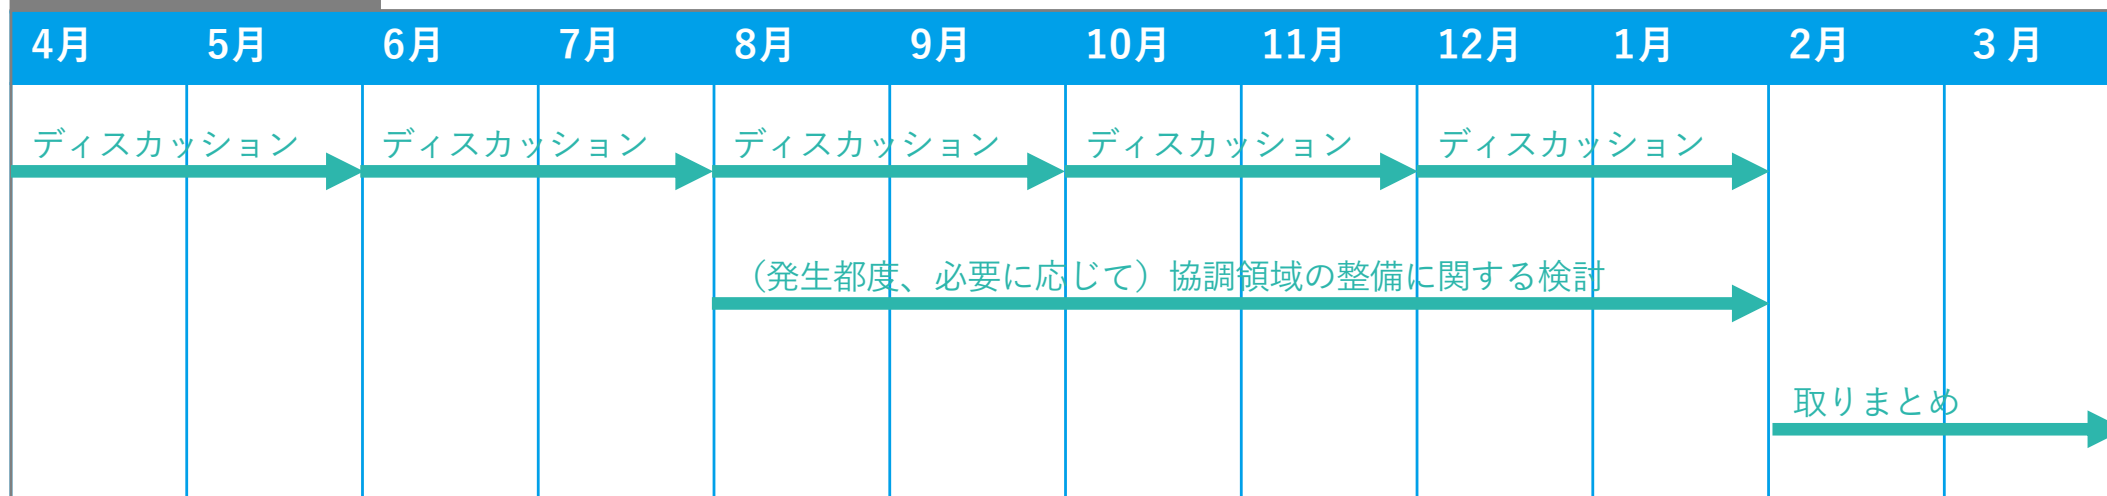 4月 5月 6月 7月 8月 9月 10月 11月 12月 1月 2月 3 月
ディスカッション ディスカッション ディスカッション ディスカッション ディスカッション
（発生都度、必要に応じて）協調領域の整備に関する検討
取りまとめ